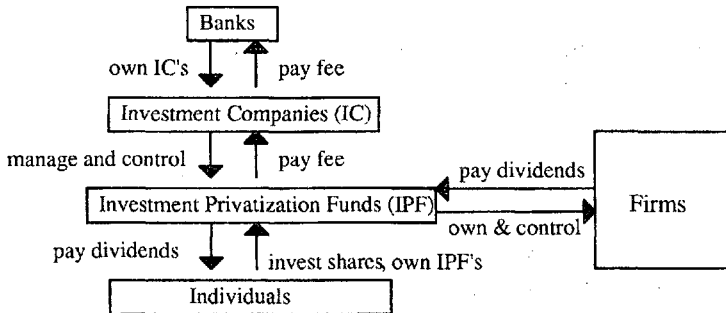 Banks
own IC's
pay fee
Investment Companies (IC)
manage and control
pay fee
pay dividends
Investment Privatization Funds (IPF)
Firms
own & control
pay dividends
invest shares, own IPF's
Individuals